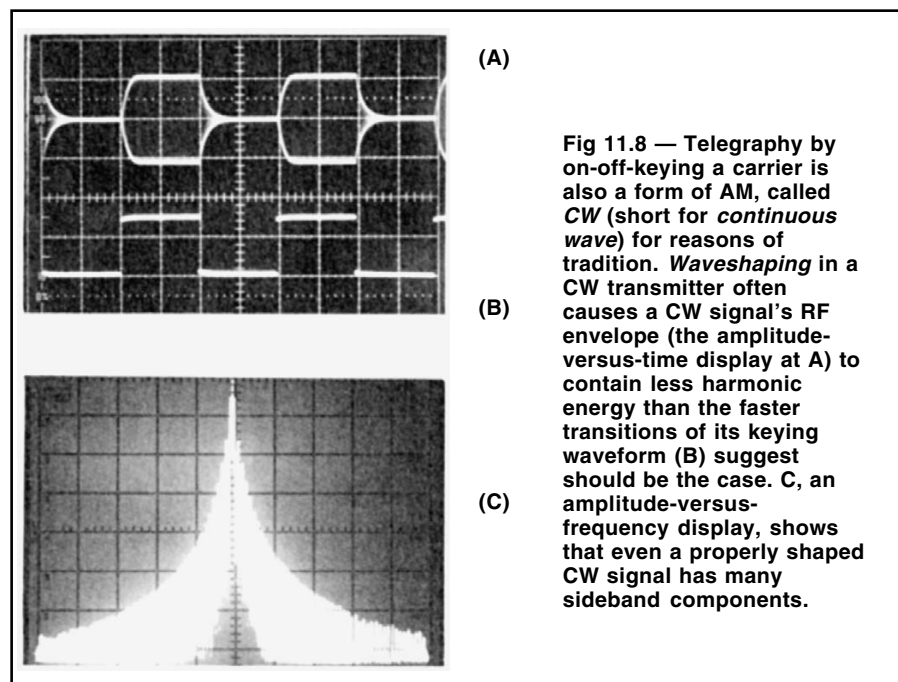 (A)
Fig 11.8 — Telegraphy by
on-off-keying a carrier is
also a form of AM, called
CW (short for continuous
wave) for reasons of
tradition. Waveshaping in a
CW transmitter often
(B)
causes a CW signal's RF
envelope (the amplitude-
versus-time display at A) to
contain less harmonic
energy than the faster
transitions of its keying
waveform (B) suggest
should be the case. C, an
(C)
amplitude-versus-
frequency display, shows
that even a properly shaped
CW signal has many
sideband components.